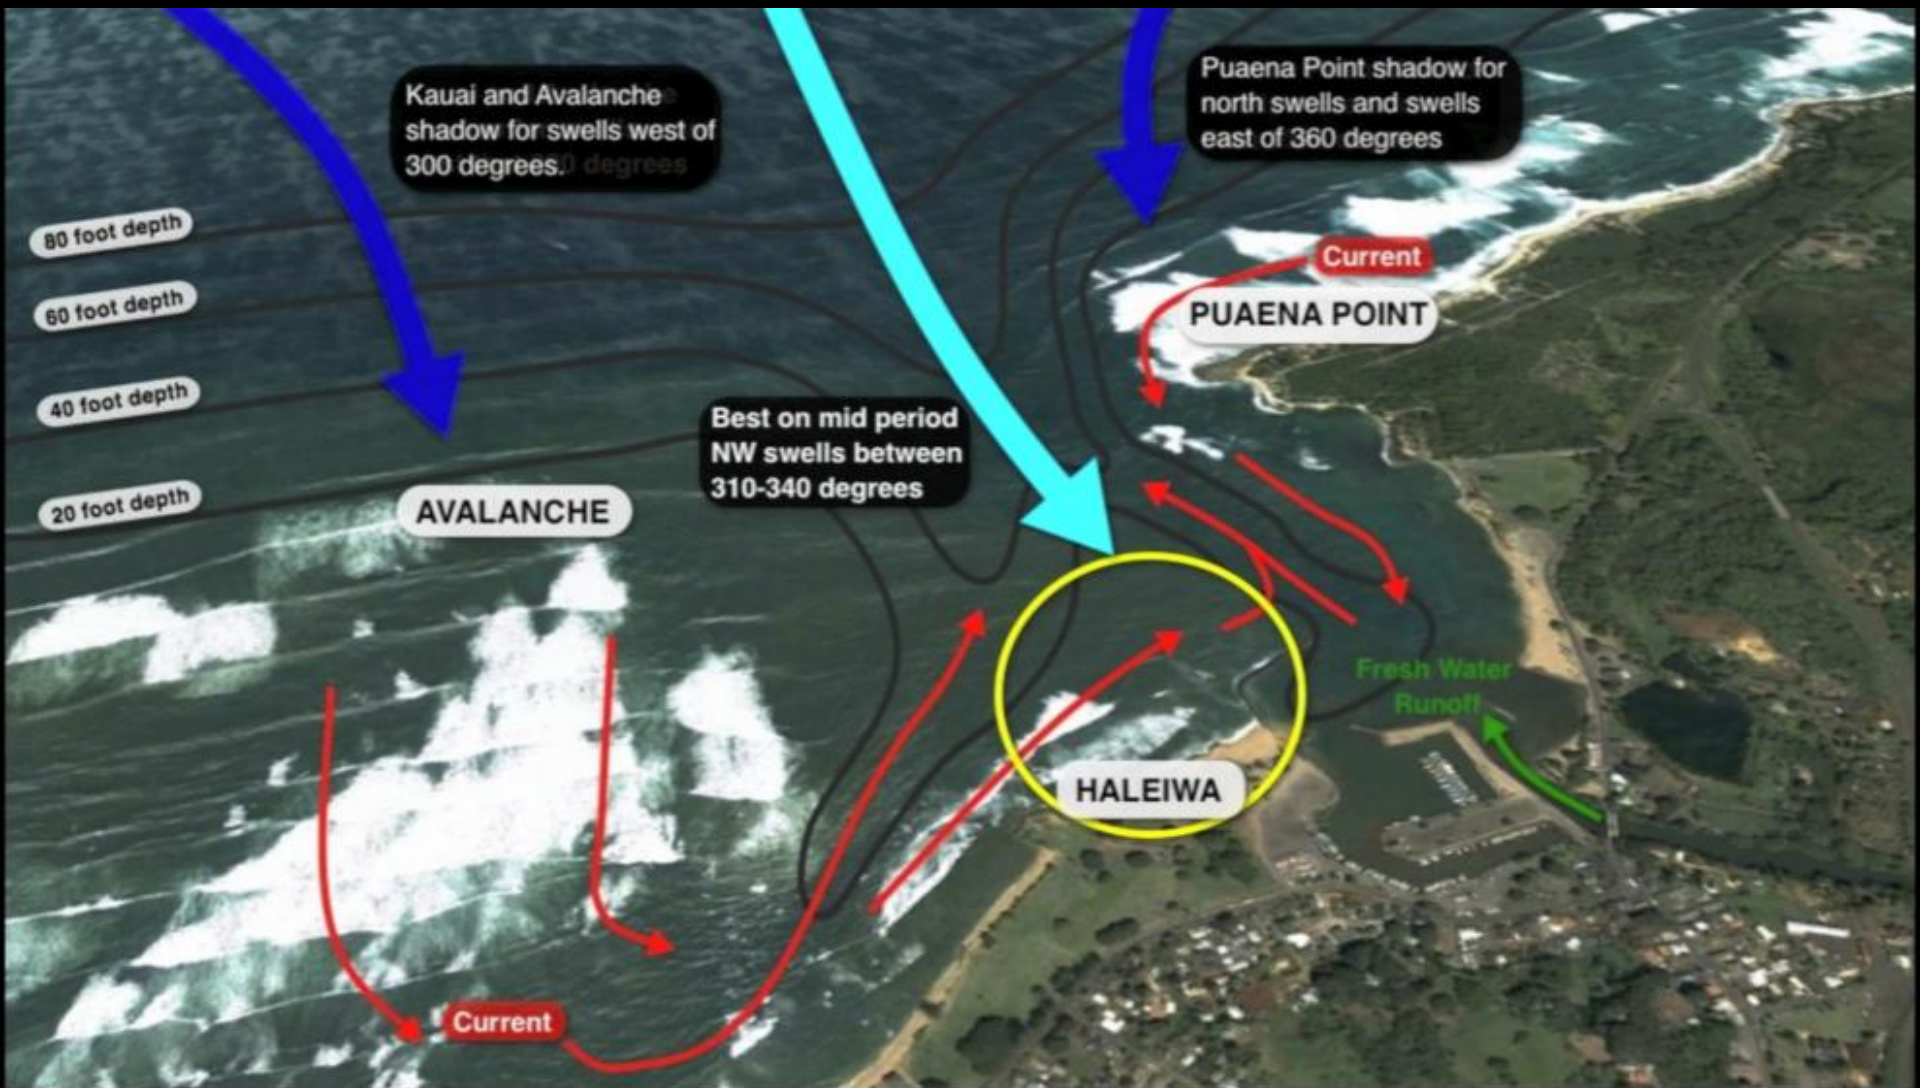 Kauai and Avalanche
shadow for swells west of
300 degrees.
Puaena Point shadow for
north swells and swells
east of 360 degrees
80 foot depth
60 foot depth
40 foot depth
20 foot depth
Current
PUAENA POINT
Best on mid period
NW swells between
310-340 degrees
AVALANCHE
Fresh Water
Runoff
HALEIWA
Current